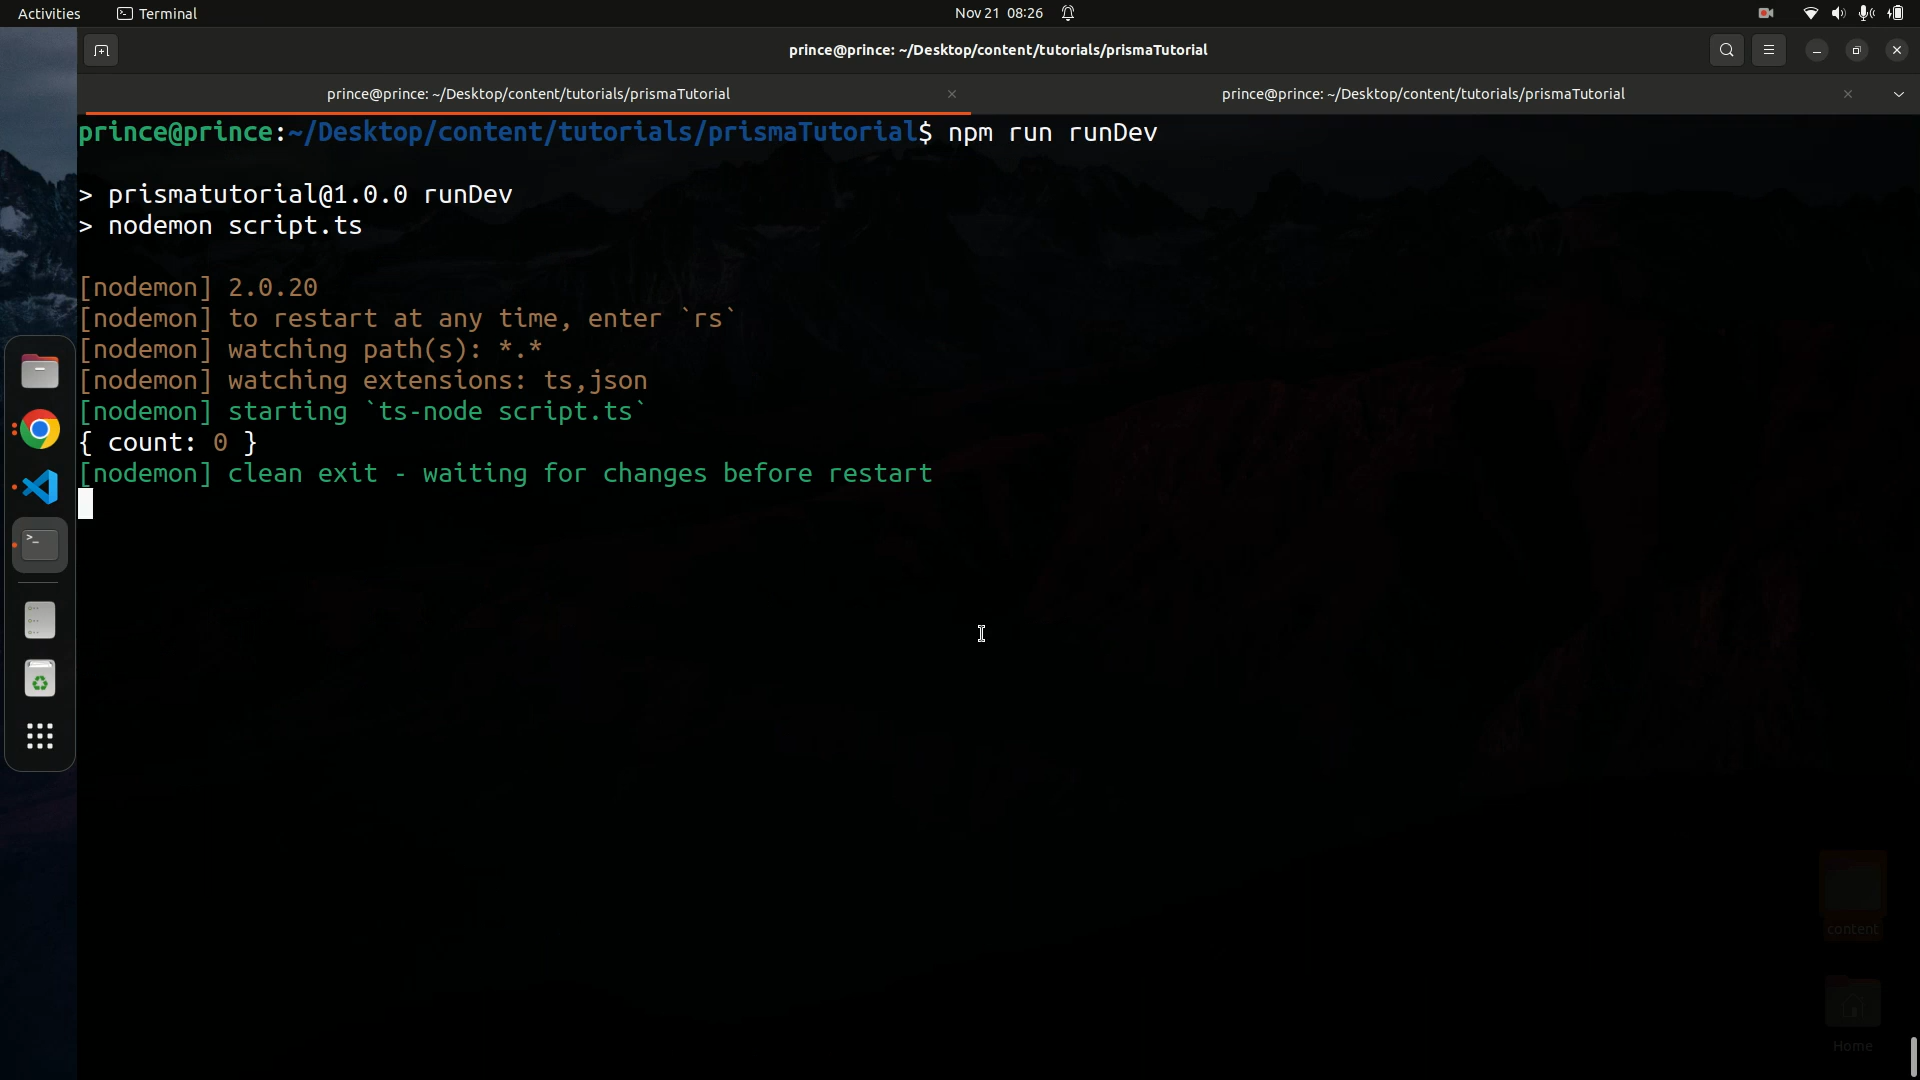 Activities
Terminal
Nov 21 08:26
prince@prince: ~/Desktop/content/tutorials/prismaTutorial
prince@prince: ~/Desktop/content/tutorials/prismaTutorial
prince@prince: ~/Desktop/content/tutorials/prismaTutorial
prince@prince:~/Desktop/content/tutorials/prismaTutorial$ npm run runDev
> prismatutorial@1.0.0 runDev
> nodemon script.ts
[nodemon] 2.0.20
[nodemon] to restart at any time, enter `rs`
[nodemon] watching path(s): *.*
[nodemon] watching extensions: ts,json
[nodemon] starting `ts-node script.ts`
{ count: 0 }
[nodemon] clean exit - waiting for changes before restart
content
Home